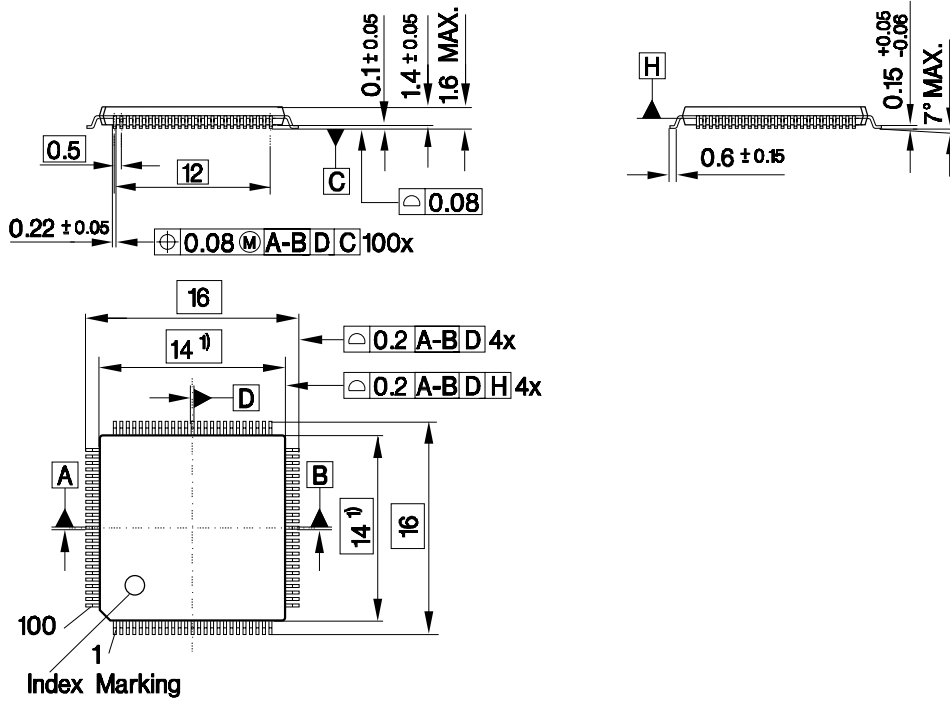 0.1 ± 0.05
1.4 ± 0.05
1.6 MAX.
0.5
12
C
⌓ 0.08
0.22 ± 0.05
⌖ 0.08 Ⓜ A-B D C 100x
H
0.15 +0.05 -0.06
7° MAX.
0.6 ± 0.15
16
14 1)
⌓ 0.2 A-B D 4x
⌓ 0.2 A-B D H 4x
D
A
B
14 1)
16
100
1
Index Marking